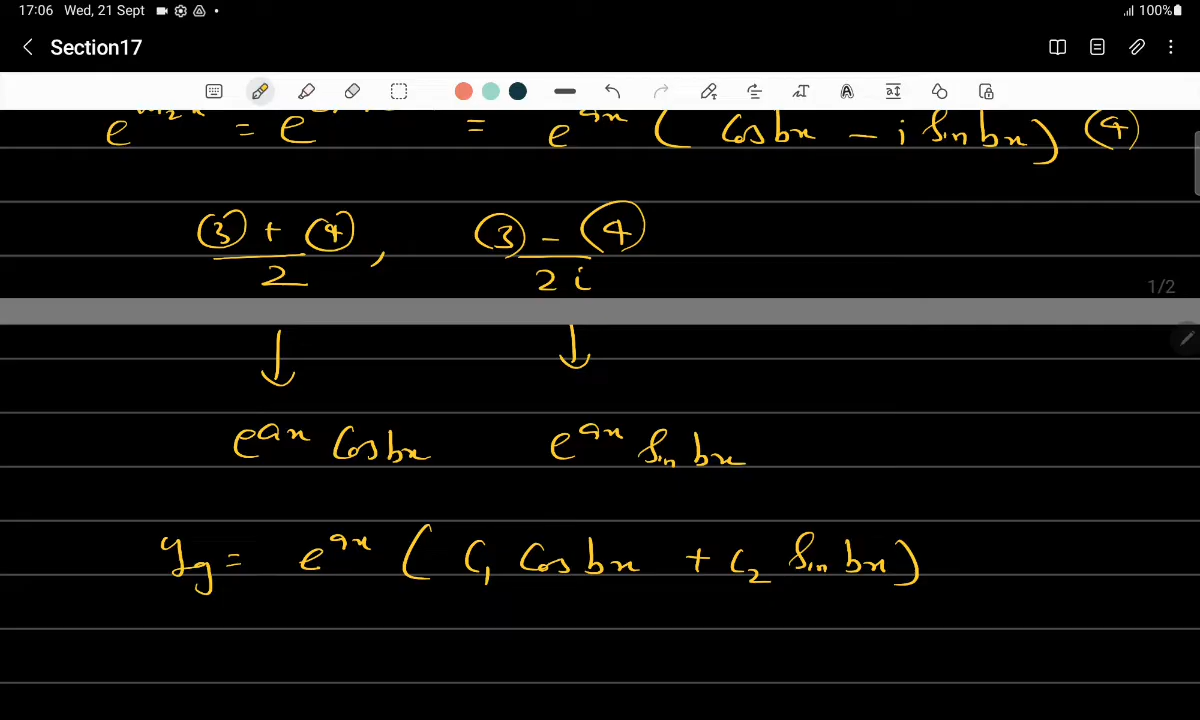 17:06 Wed, 21 Sept 100%
Section17
= e = e^{ax} ( Cos bx - i Sin bx) (4)
(3) + (4) / 2 , (3) - (4) / 2i
1/2
↓ ↓
e^{ax} Cos bx e^{ax} Sin bx
y_g = e^{ax} ( C_1 Cos bx + C_2 Sin bx )